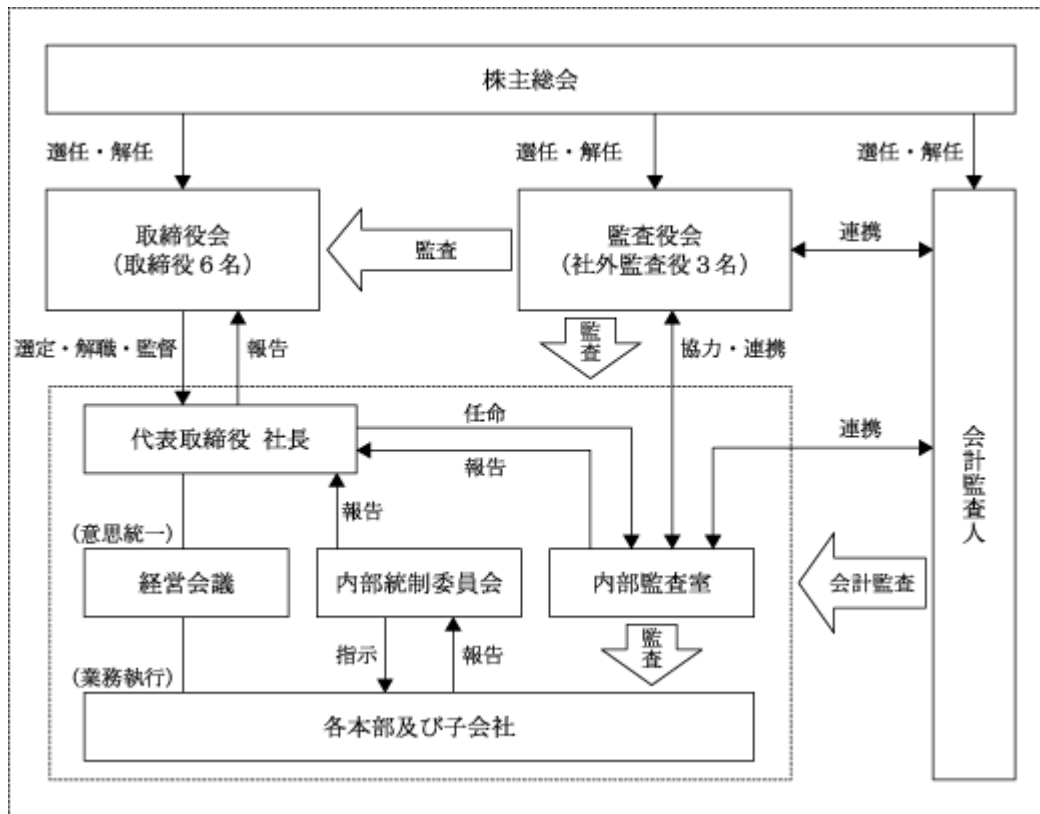 株主総会
選任・解任
選任・解任
選任・解任
取締役会
(取締役6名)
監査
監査役会
(社外監査役3名)
連携
選定・解職・監督
報告
監査
協力・連携
代表取締役 社長
任命
報告
連携
会計監査人
(意思統一)
報告
経営会議
内部統制委員会
内部監査室
会計監査
指示
報告
監査
(業務執行)
各本部及び子会社